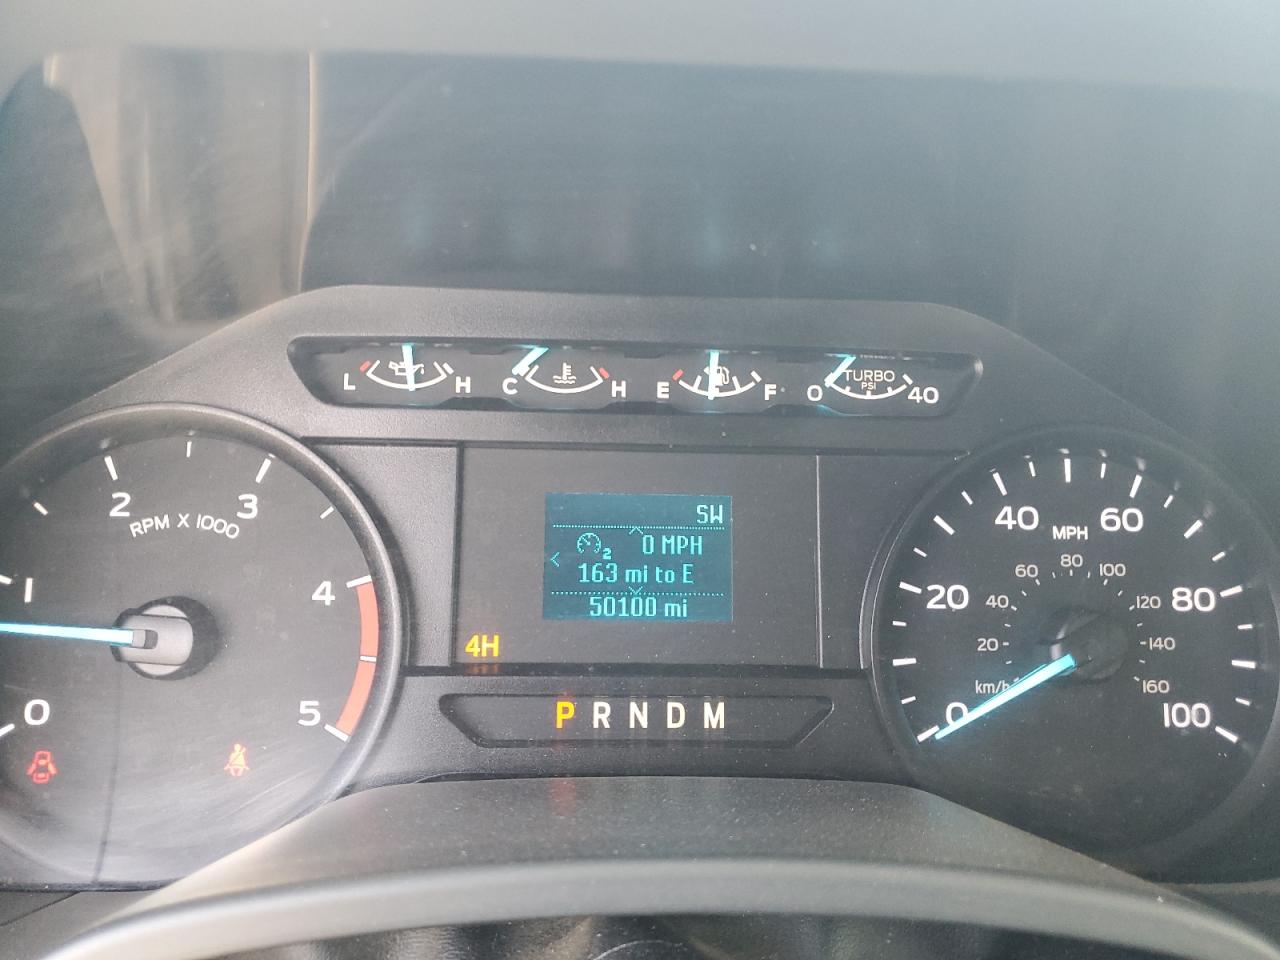 L H C H E F 0 TURBO PSI 40
0 1 2 3 4 5
RPM X 1000
SW
2 0 MPH
163 mi to E
50100 mi
4H
P R N D M
0 20 40 60 80 100
MPH
20 40 60 80 100 120 140 160
km/h